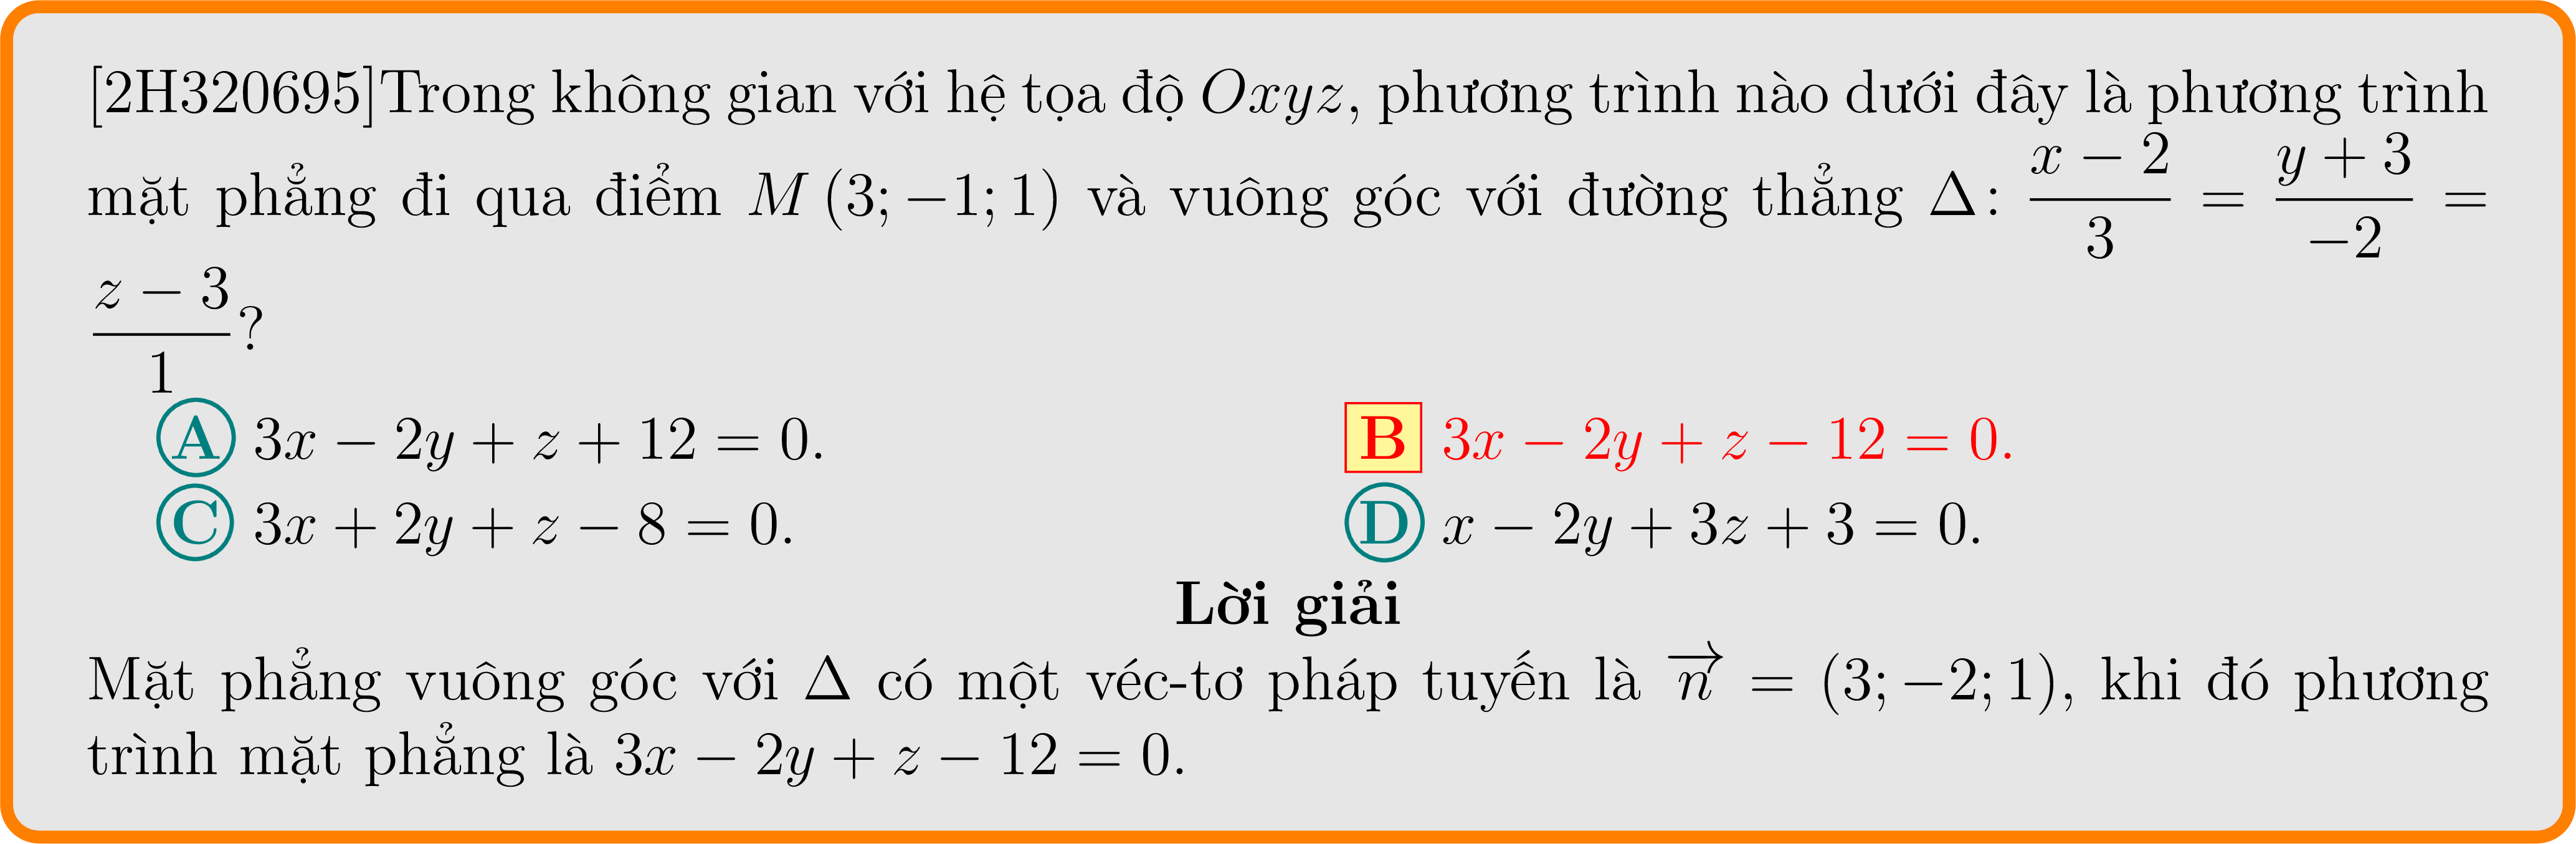 [2H320695]Trong không gian với hệ tọa độ Oxyz, phương trình nào dưới đây là phương trình
mặt phẳng đi qua điểm M (3; −1; 1) và vuông góc với đường thẳng Δ: \frac{x − 2}{3} = \frac{y + 3}{−2} =
\frac{z − 3}{1}?
A 3x − 2y + z + 12 = 0.
B 3x − 2y + z − 12 = 0.
C 3x + 2y + z − 8 = 0.
D x − 2y + 3z + 3 = 0.
Lời giải
Mặt phẳng vuông góc với Δ có một véc-tơ pháp tuyến là \overrightarrow{n} = (3; −2; 1), khi đó phương
trình mặt phẳng là 3x − 2y + z − 12 = 0.